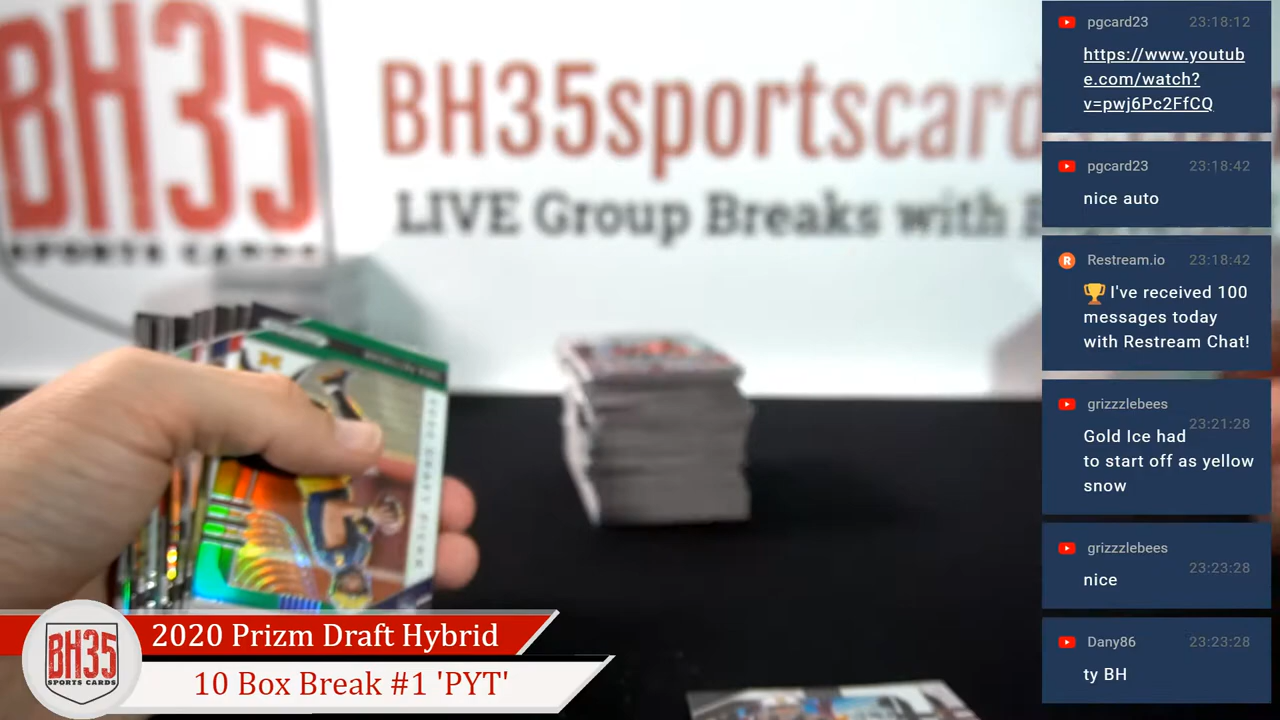 BH35
SPORTS CARDS
BH35sportscard
LIVE Group Breaks with
BH35
SPORTS CARDS
2020 Prizm Draft Hybrid
10 Box Break #1 'PYT'
pgcard23 23:18:12
https://www.youtub
e.com/watch?
v=pwj6Pc2FfCQ
pgcard23 23:18:42
nice auto
Restream.io 23:18:42
🏆I've received 100
messages today
with Restream Chat!
grizzzlebees
23:21:28
Gold Ice had
to start off as yellow
snow
grizzzlebees
23:23:28
nice
Dany86 23:23:28
ty BH